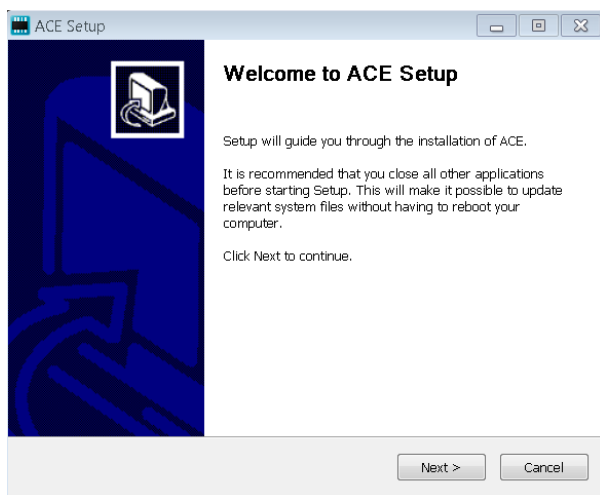 ACE Setup
Welcome to ACE Setup
Setup will guide you through the installation of ACE.
It is recommended that you close all other applications
before starting Setup. This will make it possible to update
relevant system files without having to reboot your
computer.
Click Next to continue.
Next >
Cancel